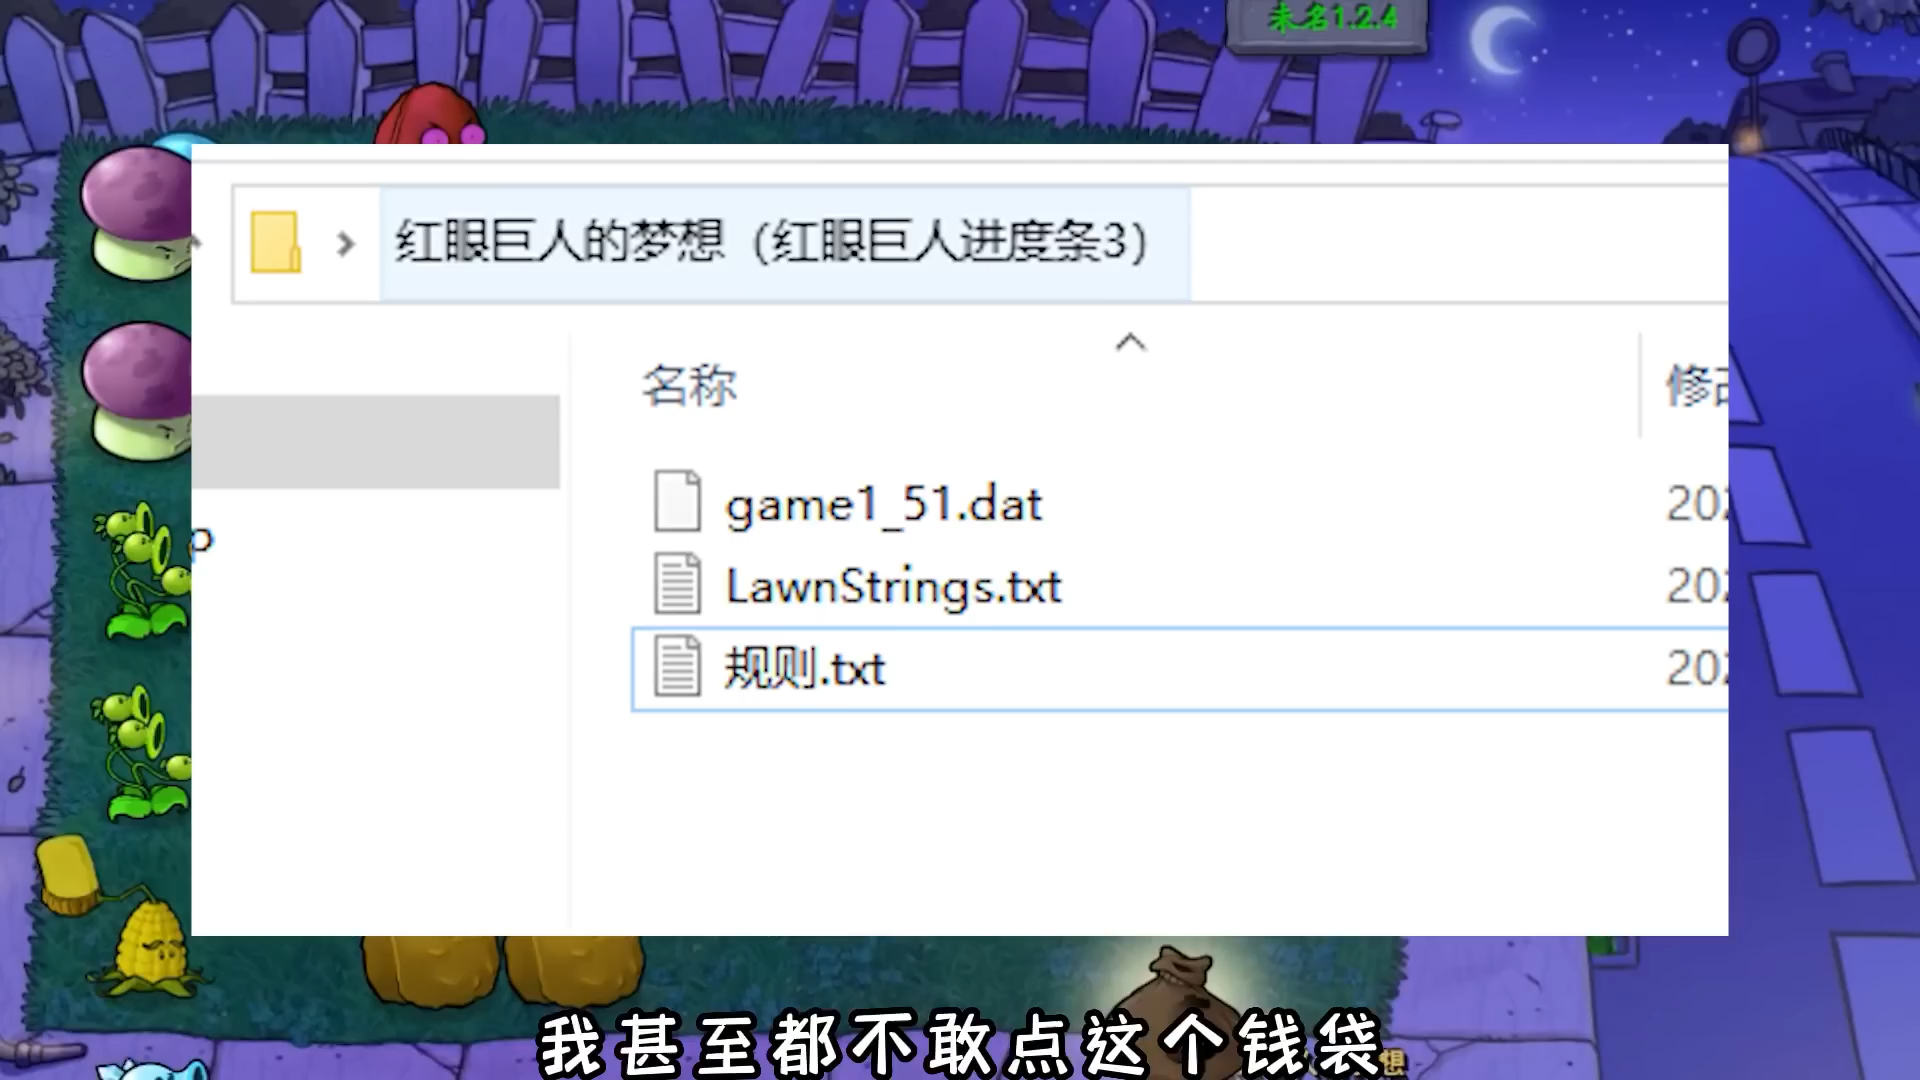 未名1.2.4
红眼巨人的梦想（红眼巨人进度条3）
名称
game1_51.dat
LawnStrings.txt
规则.txt
我甚至都不敢点这个钱袋